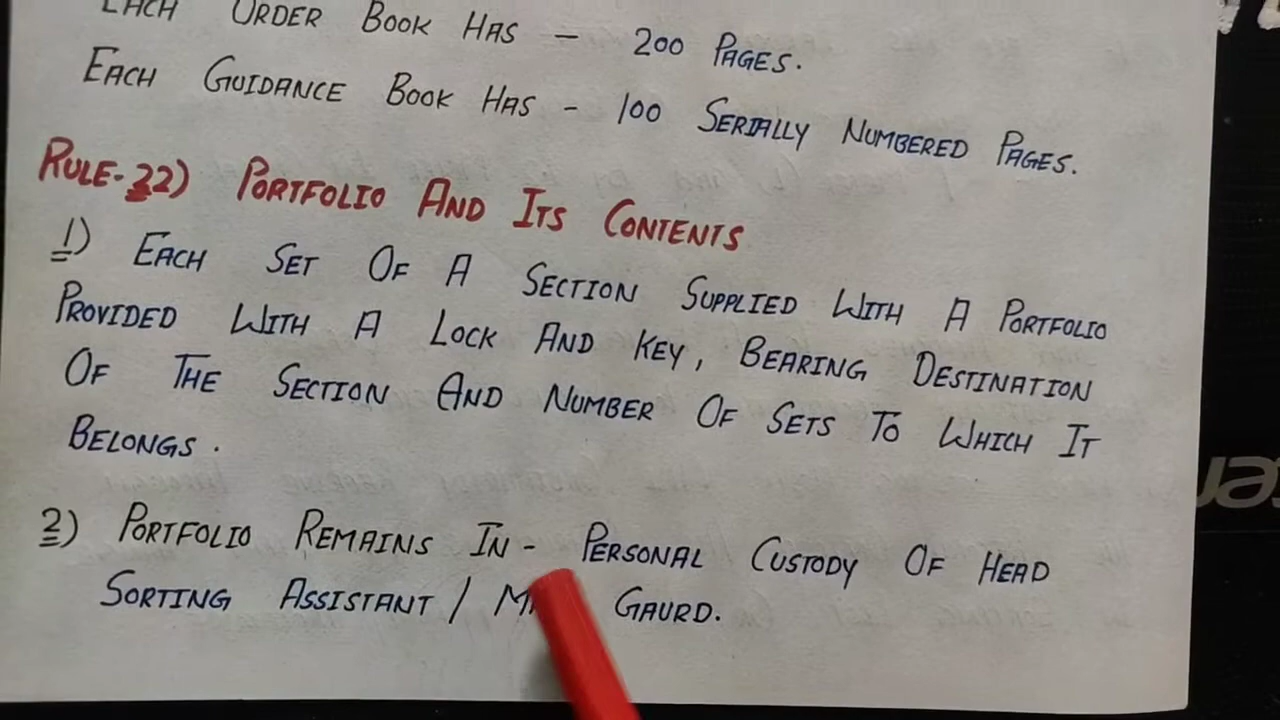 EACH ORDER BOOK HAS - 200 PAGES.
EACH GUIDANCE BOOK HAS - 100 SERIALLY NUMBERED PAGES.
RULE-22) PORTFOLIO AND ITS CONTENTS
1) EACH SET OF A SECTION SUPPLIED WITH A PORTFOLIO
PROVIDED WITH A LOCK AND KEY, BEARING DESTINATION
OF THE SECTION AND NUMBER OF SETS TO WHICH IT
BELONGS.
2) PORTFOLIO REMAINS IN- PERSONAL CUSTODY OF HEAD
SORTING ASSISTANT / GAURD.